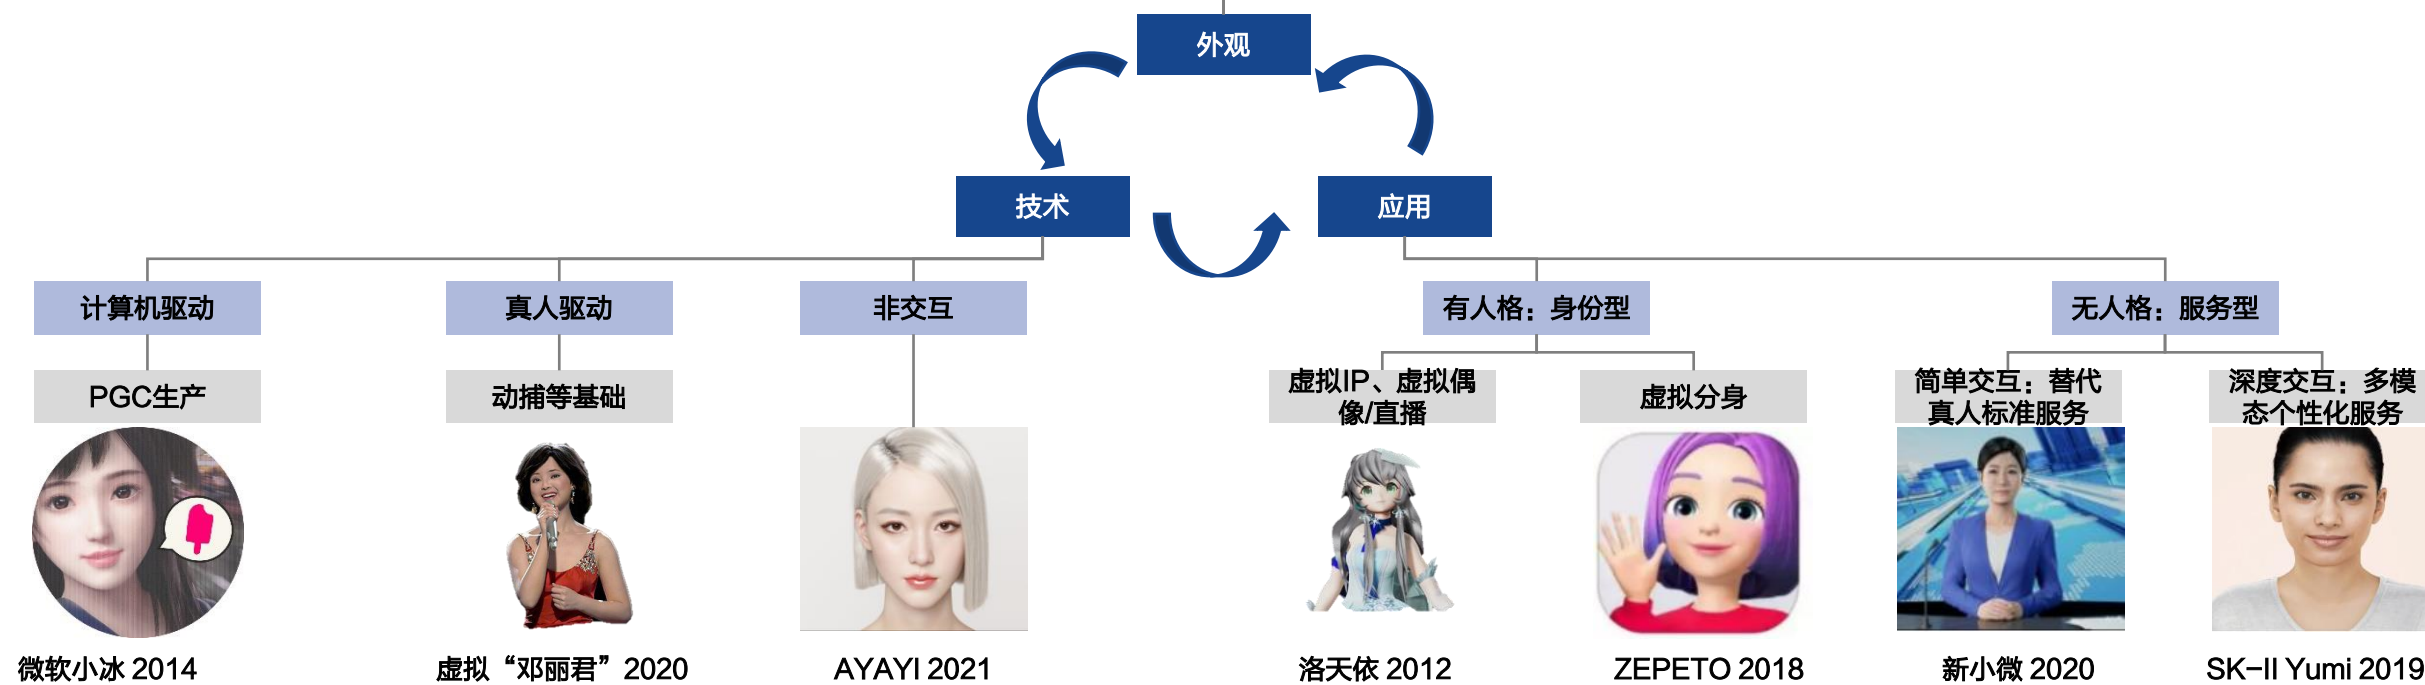 外观
技术
应用
计算机驱动
真人驱动
非交互
有人格：身份型
无人格：服务型
PGC生产
动捕等基础
虚拟IP、虚拟偶
像/直播
虚拟分身
简单交互：替代
真人标准服务
深度交互：多模
态个性化服务
微软小冰 2014
虚拟“邓丽君”2020
AYAYI 2021
洛天依 2012
ZEPETO 2018
新小微 2020
SK-II Yumi 2019